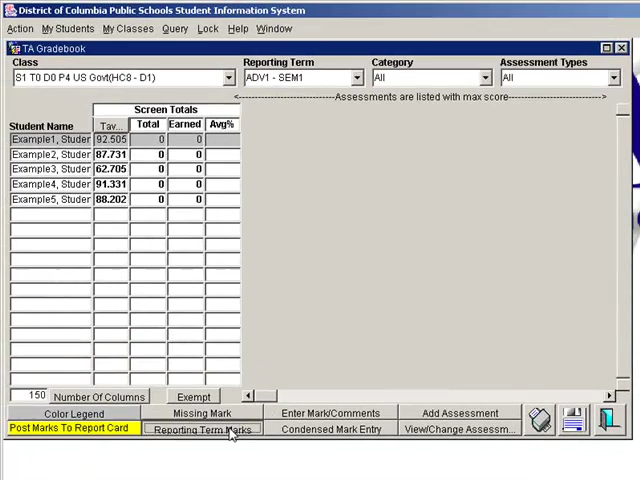 District of Columbia Public Schools Student Information System
Action My Students My Classes Query Lock Help Window
TA Gradebook
Class Reporting Term Category Assessment Types
S1 T0 D0 P4 US Govt(HC8 - D1) ADV1 - SEM1 All All
<-----Assessments are listed with max score----->
Screen Totals
Student Name Tav... Total Earned Avg%
Example1, Studer 92.505 0 0
Example2, Studer 87.731 0 0
Example3, Studer 62.705 0 0
Example4, Studer 91.331 0 0
Example5, Studer 88.202 0 0
150 Number Of Columns Exempt
Color Legend Missing Mark Enter Mark/Comments Add Assessment
Post Marks To Report Card Reporting Term Marks Condensed Mark Entry View/Change Assessm...